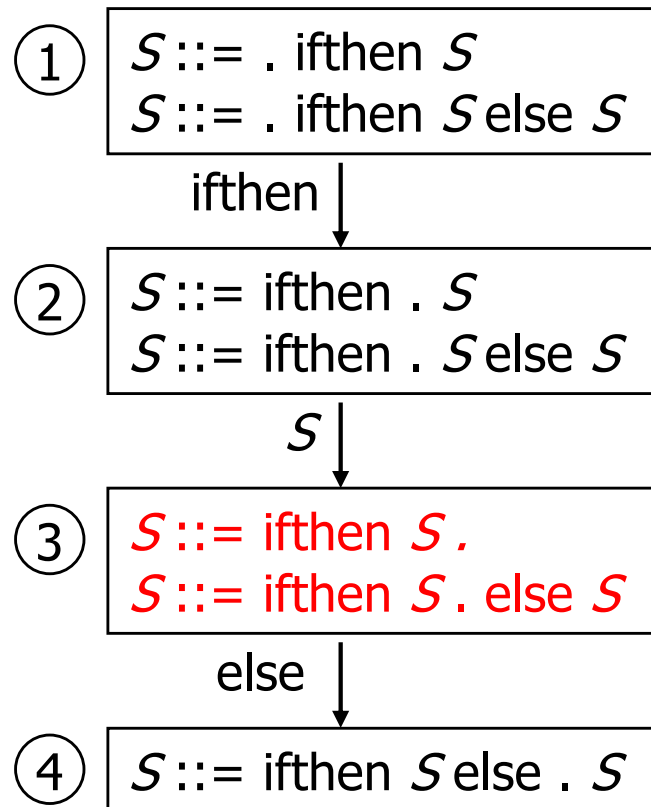 1
S ::= . ifthen S
S ::= . ifthen S else S
ifthen
2
S ::= ifthen . S
S ::= ifthen . S else S
S
3
S ::= ifthen S .
S ::= ifthen S . else S
else
4
S ::= ifthen S else . S